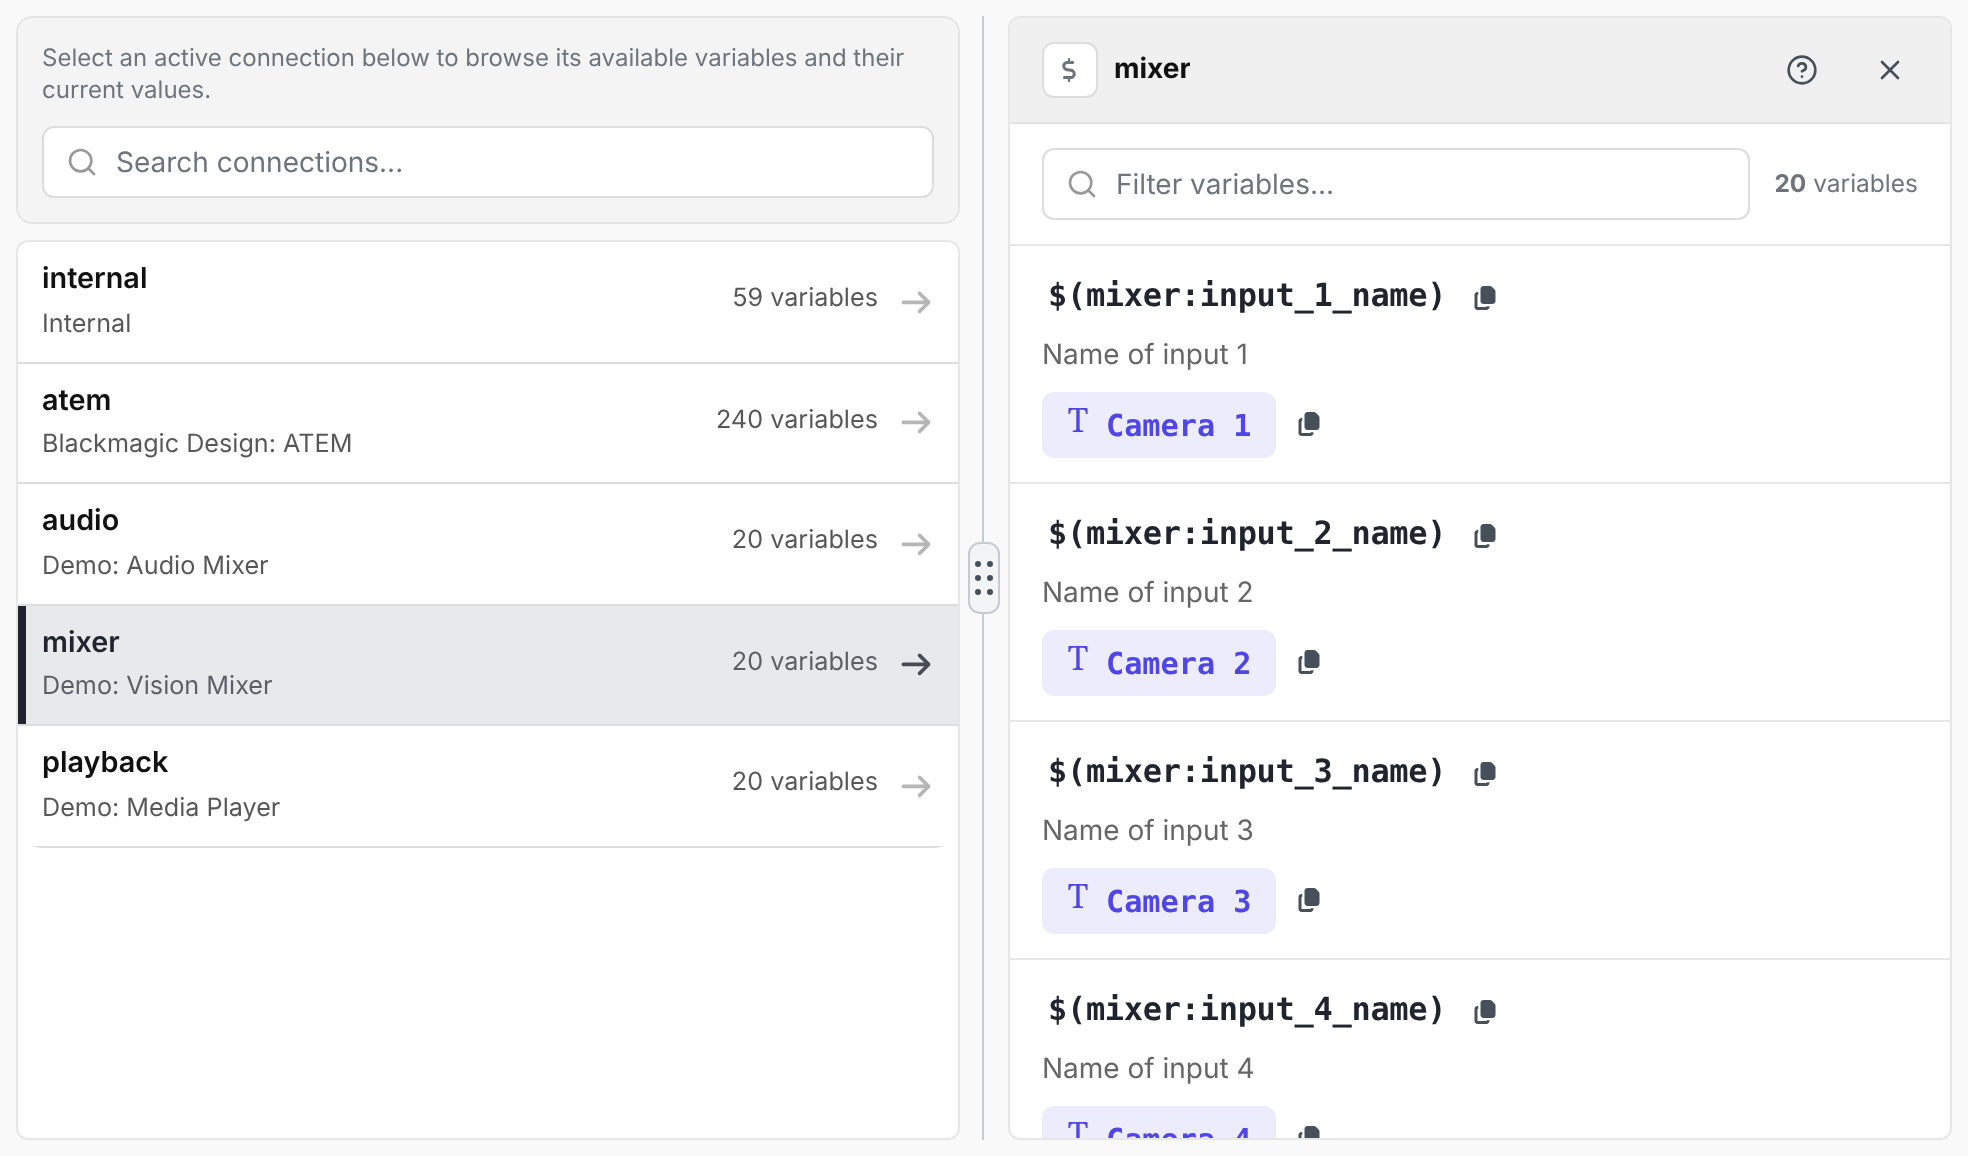 Select an active connection below to browse its available variables and their
current values.
Search connections...
internal
59 variables
Internal
atem
240 variables
Blackmagic Design: ATEM
audio
20 variables
Demo: Audio Mixer
mixer
20 variables
Demo: Vision Mixer
playback
20 variables
Demo: Media Player
$ mixer
Filter variables...
20 variables
$(mixer:input_1_name)
Name of input 1
T Camera 1
$(mixer:input_2_name)
Name of input 2
T Camera 2
$(mixer:input_3_name)
Name of input 3
T Camera 3
$(mixer:input_4_name)
Name of input 4
T Camera 4